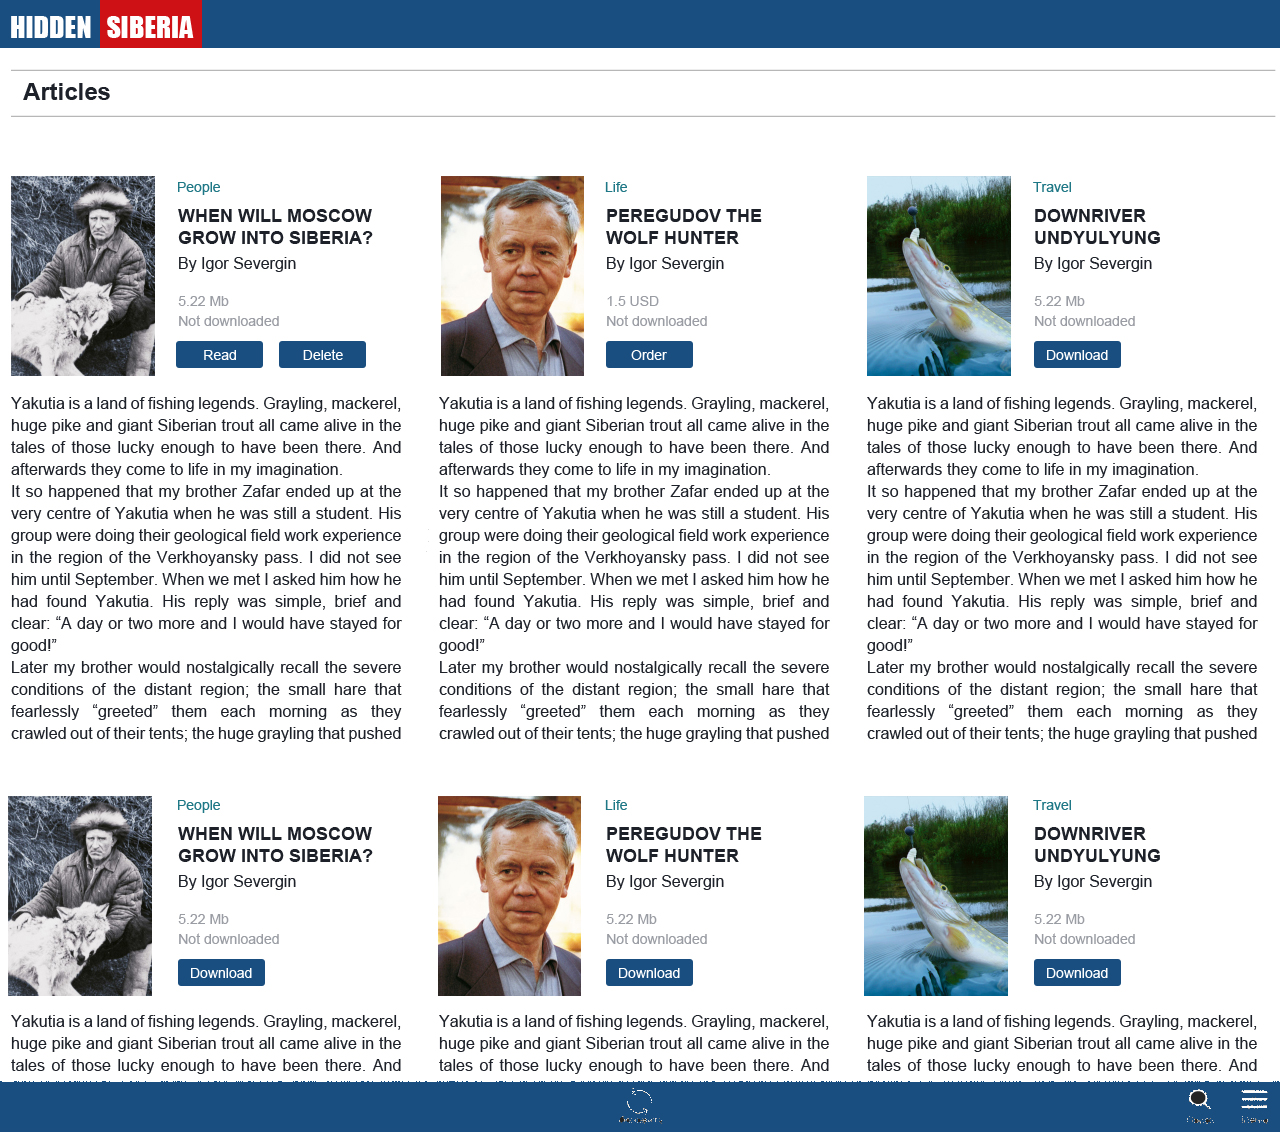 HIDDEN SIBERIA
Articles
People
WHEN WILL MOSCOW
GROW INTO SIBERIA?
By Igor Severgin
5.22 Mb
Not downloaded
Read Delete
Yakutia is a land of fishing legends. Grayling, mackerel,
huge pike and giant Siberian trout all came alive in the
tales of those lucky enough to have been there. And
afterwards they come to life in my imagination.
It so happened that my brother Zafar ended up at the
very centre of Yakutia when he was still a student. His
group were doing their geological field work experience
in the region of the Verkhoyansky pass. I did not see
him until September. When we met I asked him how he
had found Yakutia. His reply was simple, brief and
clear: “A day or two more and I would have stayed for
good!”
Later my brother would nostalgically recall the severe
conditions of the distant region; the small hare that
fearlessly “greeted” them each morning as they
crawled out of their tents; the huge grayling that pushed
Life
PEREGUDOV THE
WOLF HUNTER
By Igor Severgin
1.5 USD
Not downloaded
Order
Yakutia is a land of fishing legends. Grayling, mackerel,
huge pike and giant Siberian trout all came alive in the
tales of those lucky enough to have been there. And
afterwards they come to life in my imagination.
It so happened that my brother Zafar ended up at the
very centre of Yakutia when he was still a student. His
group were doing their geological field work experience
in the region of the Verkhoyansky pass. I did not see
him until September. When we met I asked him how he
had found Yakutia. His reply was simple, brief and
clear: “A day or two more and I would have stayed for
good!”
Later my brother would nostalgically recall the severe
conditions of the distant region; the small hare that
fearlessly “greeted” them each morning as they
crawled out of their tents; the huge grayling that pushed
Travel
DOWNRIVER
UNDYULYUNG
By Igor Severgin
5.22 Mb
Not downloaded
Download
Yakutia is a land of fishing legends. Grayling, mackerel,
huge pike and giant Siberian trout all came alive in the
tales of those lucky enough to have been there. And
afterwards they come to life in my imagination.
It so happened that my brother Zafar ended up at the
very centre of Yakutia when he was still a student. His
group were doing their geological field work experience
in the region of the Verkhoyansky pass. I did not see
him until September. When we met I asked him how he
had found Yakutia. His reply was simple, brief and
clear: “A day or two more and I would have stayed for
good!”
Later my brother would nostalgically recall the severe
conditions of the distant region; the small hare that
fearlessly “greeted” them each morning as they
crawled out of their tents; the huge grayling that pushed
People
WHEN WILL MOSCOW
GROW INTO SIBERIA?
By Igor Severgin
5.22 Mb
Not downloaded
Download
Yakutia is a land of fishing legends. Grayling, mackerel,
huge pike and giant Siberian trout all came alive in the
tales of those lucky enough to have been there. And
Life
PEREGUDOV THE
WOLF HUNTER
By Igor Severgin
5.22 Mb
Not downloaded
Download
Yakutia is a land of fishing legends. Grayling, mackerel,
huge pike and giant Siberian trout all came alive in the
tales of those lucky enough to have been there. And
Travel
DOWNRIVER
UNDYULYUNG
By Igor Severgin
5.22 Mb
Not downloaded
Download
Yakutia is a land of fishing legends. Grayling, mackerel,
huge pike and giant Siberian trout all came alive in the
tales of those lucky enough to have been there. And